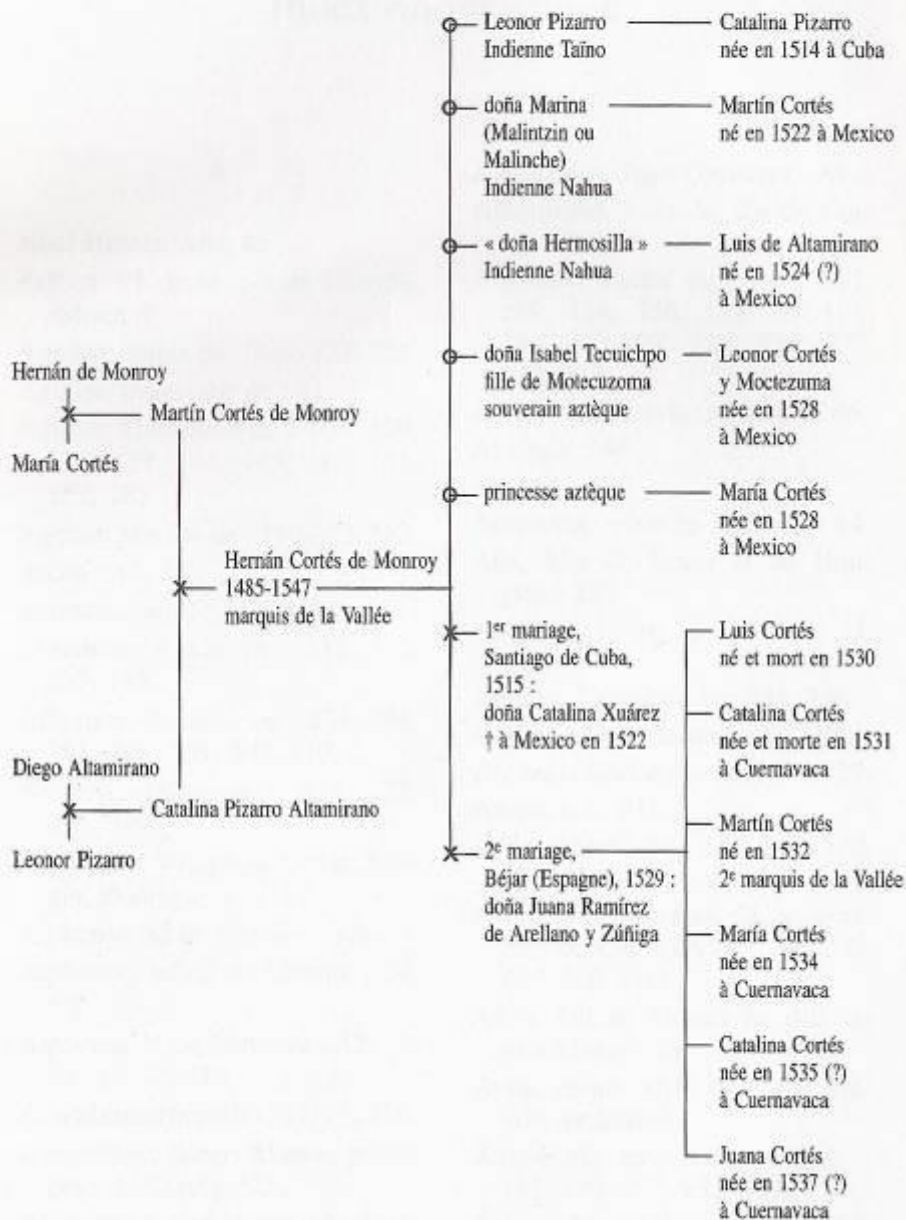 Hernán de Monroy
Martín Cortés de Monroy
María Cortés
Hernán Cortés de Monroy
1485-1547
marquis de la Vallée
Diego Altamirano
Catalina Pizarro Altamirano
Leonor Pizarro
Leonor Pizarro
Indienne Taïno
Catalina Pizarro
née en 1514 à Cuba
doña Marina
(Malintzin ou
Malinche)
Indienne Nahua
Martín Cortés
né en 1522 à Mexico
« doña Hermosilla »
Indienne Nahua
Luis de Altamirano
né en 1524 (?)
à Mexico
doña Isabel Tecuichpo
fille de Motecuzoma
souverain aztèque
Leonor Cortés
y Moctezuma
née en 1528
à Mexico
princesse aztèque
María Cortés
née en 1528
à Mexico
1er mariage,
Santiago de Cuba,
1515 :
doña Catalina Xuárez
† à Mexico en 1522
2e mariage,
Béjar (Espagne), 1529 :
doña Juana Ramírez
de Arellano y Zúñiga
Luis Cortés
né et mort en 1530
Catalina Cortés
née et morte en 1531
à Cuernavaca
Martín Cortés
né en 1532
2e marquis de la Vallée
María Cortés
née en 1534
à Cuernavaca
Catalina Cortés
née en 1535 (?)
à Cuernavaca
Juana Cortés
née en 1537 (?)
à Cuernavaca